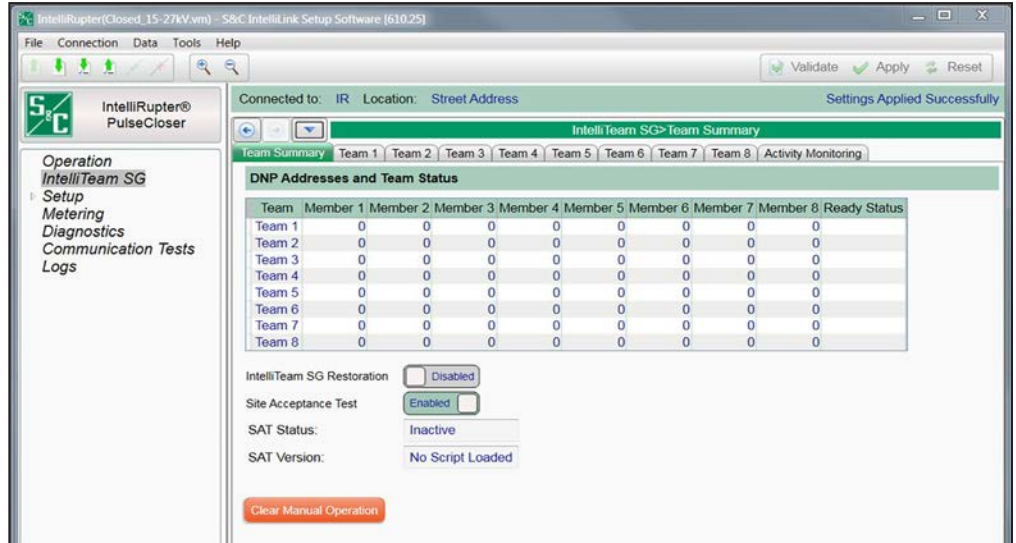 IntelliRupter(Closed_15-27kV.vm) - S&C IntelliLink Setup Software [610.25]
File Connection Data Tools Help
Validate Apply Reset
S&C
IntelliRupter®
PulseCloser
Operation
IntelliTeam SG
Setup
Metering
Diagnostics
Communication Tests
Logs
Connected to: IR Location: Street Address Settings Applied Successfully
IntelliTeam SG>Team Summary
Team Summary Team 1 Team 2 Team 3 Team 4 Team 5 Team 6 Team 7 Team 8 Activity Monitoring
DNP Addresses and Team Status
Team Member 1 Member 2 Member 3 Member 4 Member 5 Member 6 Member 7 Member 8 Ready Status
Team 1 0 0 0 0 0 0 0 0
Team 2 0 0 0 0 0 0 0 0
Team 3 0 0 0 0 0 0 0 0
Team 4 0 0 0 0 0 0 0 0
Team 5 0 0 0 0 0 0 0 0
Team 6 0 0 0 0 0 0 0 0
Team 7 0 0 0 0 0 0 0 0
Team 8 0 0 0 0 0 0 0 0
IntelliTeam SG Restoration Disabled
Site Acceptance Test Enabled
SAT Status: Inactive
SAT Version: No Script Loaded
Clear Manual Operation